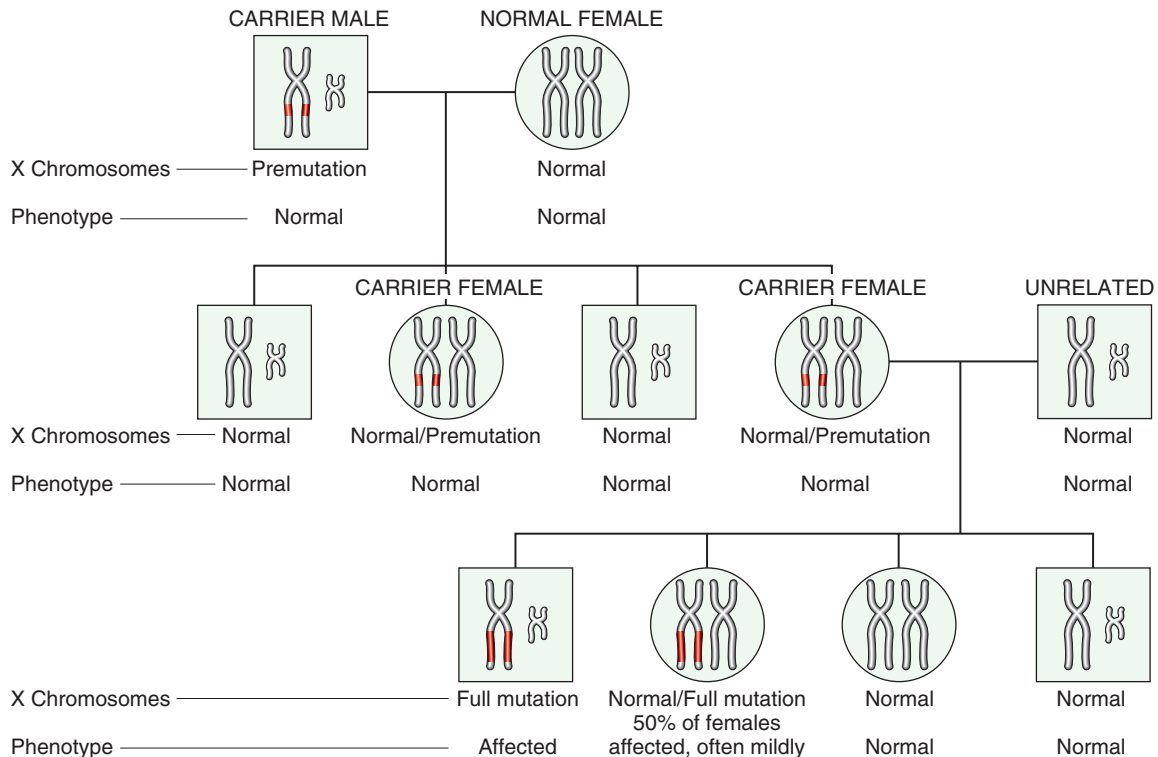 CARRIER MALE NORMAL FEMALE
X Chromosomes Premutation Normal
Phenotype Normal Normal
CARRIER FEMALE CARRIER FEMALE UNRELATED
X Chromosomes Normal Normal/Premutation Normal Normal/Premutation Normal
Phenotype Normal Normal Normal Normal Normal
X Chromosomes Full mutation Normal/Full mutation Normal Normal
50% of females
Phenotype Affected affected, often mildly Normal Normal